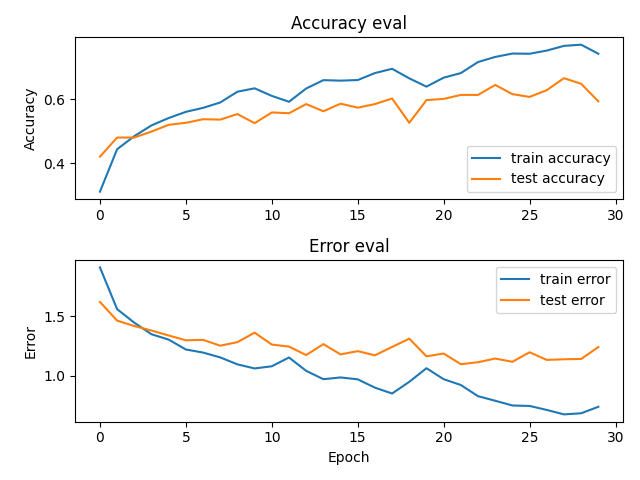 Accuracy eval
Accuracy
0.6
0.4
train accuracy
test accuracy
0 5 10 15 20 25 30
Error eval
Error
1.5
1.0
train error
test error
0 5 10 15 20 25 30
Epoch